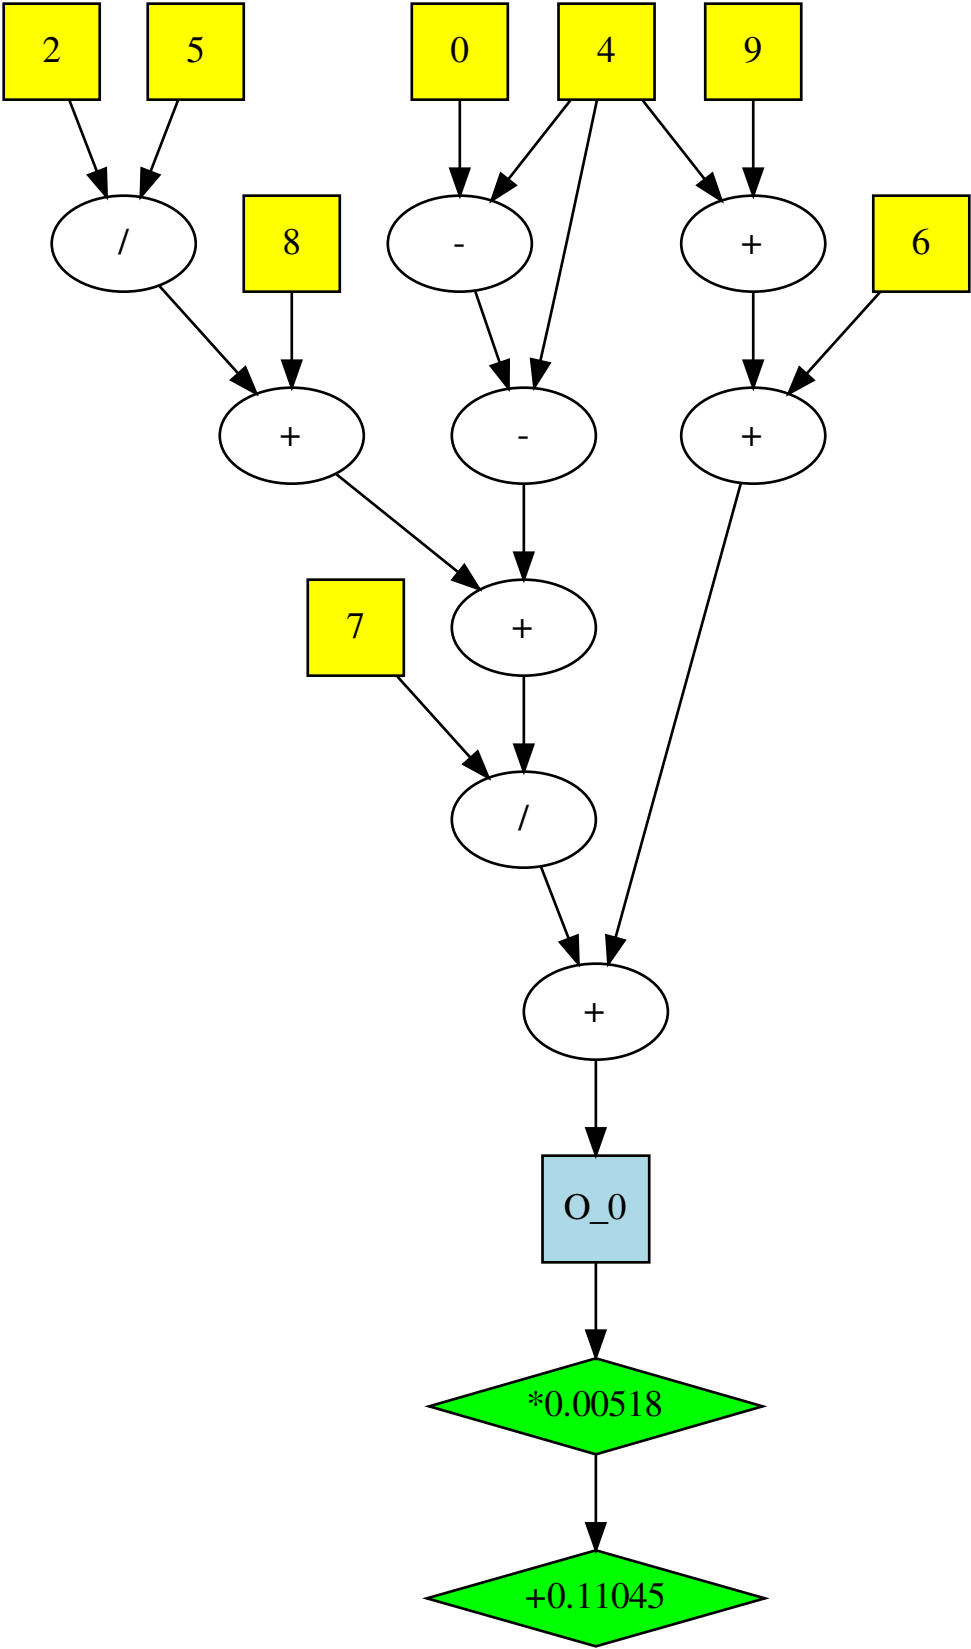 2 5 0 4 9
/ 8 - + 6
+ - +
7 +
/
+
O_0
*0.00518
+0.11045